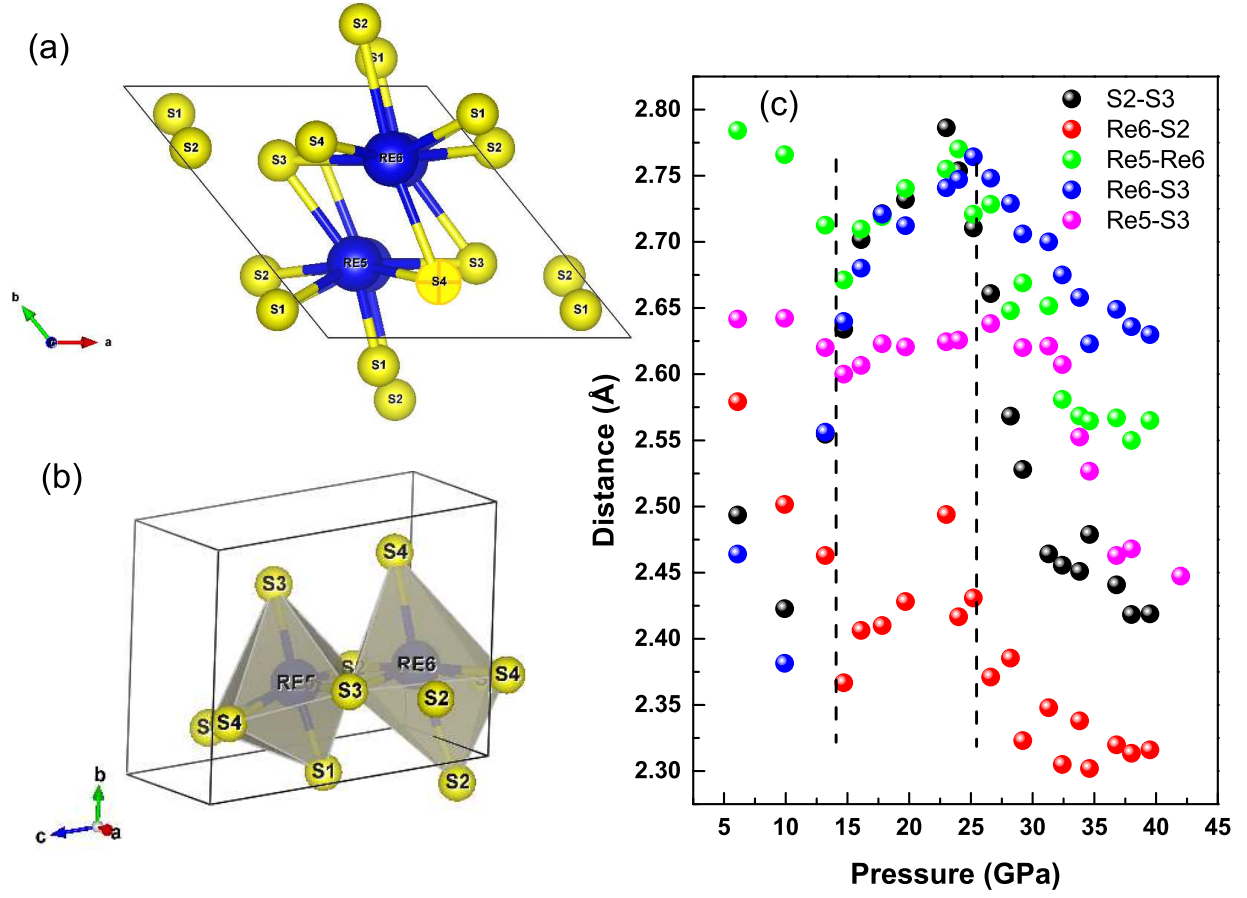 (a)
S2
S1
S1
S2
S4
S3
RE6
S1
S2
RE5
S2
S1
S4
S3
S2
S1
S1
S2
b
c
a
(b)
S4
S3
RE5
RE6
S3
S4
S2
S4
S1
S2
b
c
a
(c)
S2-S3
Re6-S2
Re5-Re6
Re6-S3
Re5-S3
2.80
2.75
2.70
2.65
2.60
2.55
2.50
2.45
2.40
2.35
2.30
Distance (Å)
5 10 15 20 25 30 35 40 45
Pressure (GPa)